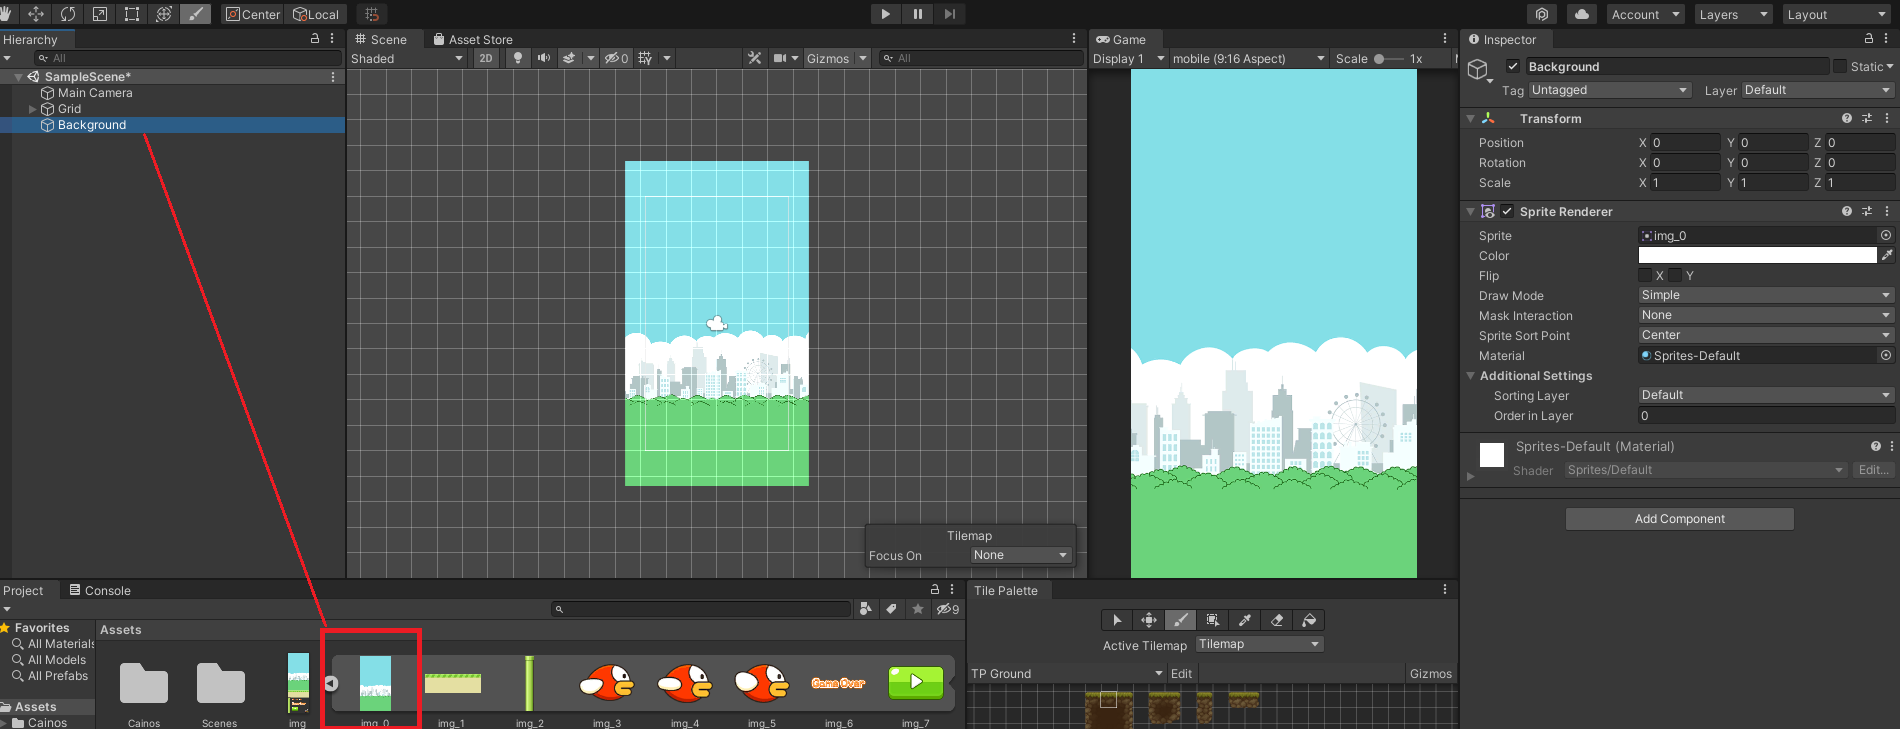 Center Local Account Layers Layout
Hierarchy
All
SampleScene*
Main Camera
Grid
Background
Scene Asset Store
Shaded 2D 0 Gizmos All
Tilemap
Focus On None
Game
Display 1 mobile (9:16 Aspect) Scale 1x
Inspector
Background Static
Tag Untagged Layer Default
Transform
Position X 0 Y 0 Z 0
Rotation X 0 Y 0 Z 0
Scale X 1 Y 1 Z 1
Sprite Renderer
Sprite img_0
Color
Flip X Y
Draw Mode Simple
Mask Interaction None
Sprite Sort Point Center
Material Sprites-Default
Additional Settings
Sorting Layer Default
Order in Layer 0
Sprites-Default (Material)
Shader Sprites/Default Edit...
Add Component
Project Console
9
Favorites
All Materials
All Models
All Prefabs
Assets
Cainos
Assets
Game Over
Cainos Scenes img img_0 img_1 img_2 img_3 img_4 img_5 img_6 img_7
Tile Palette
Active Tilemap Tilemap
TP Ground Edit Gizmos